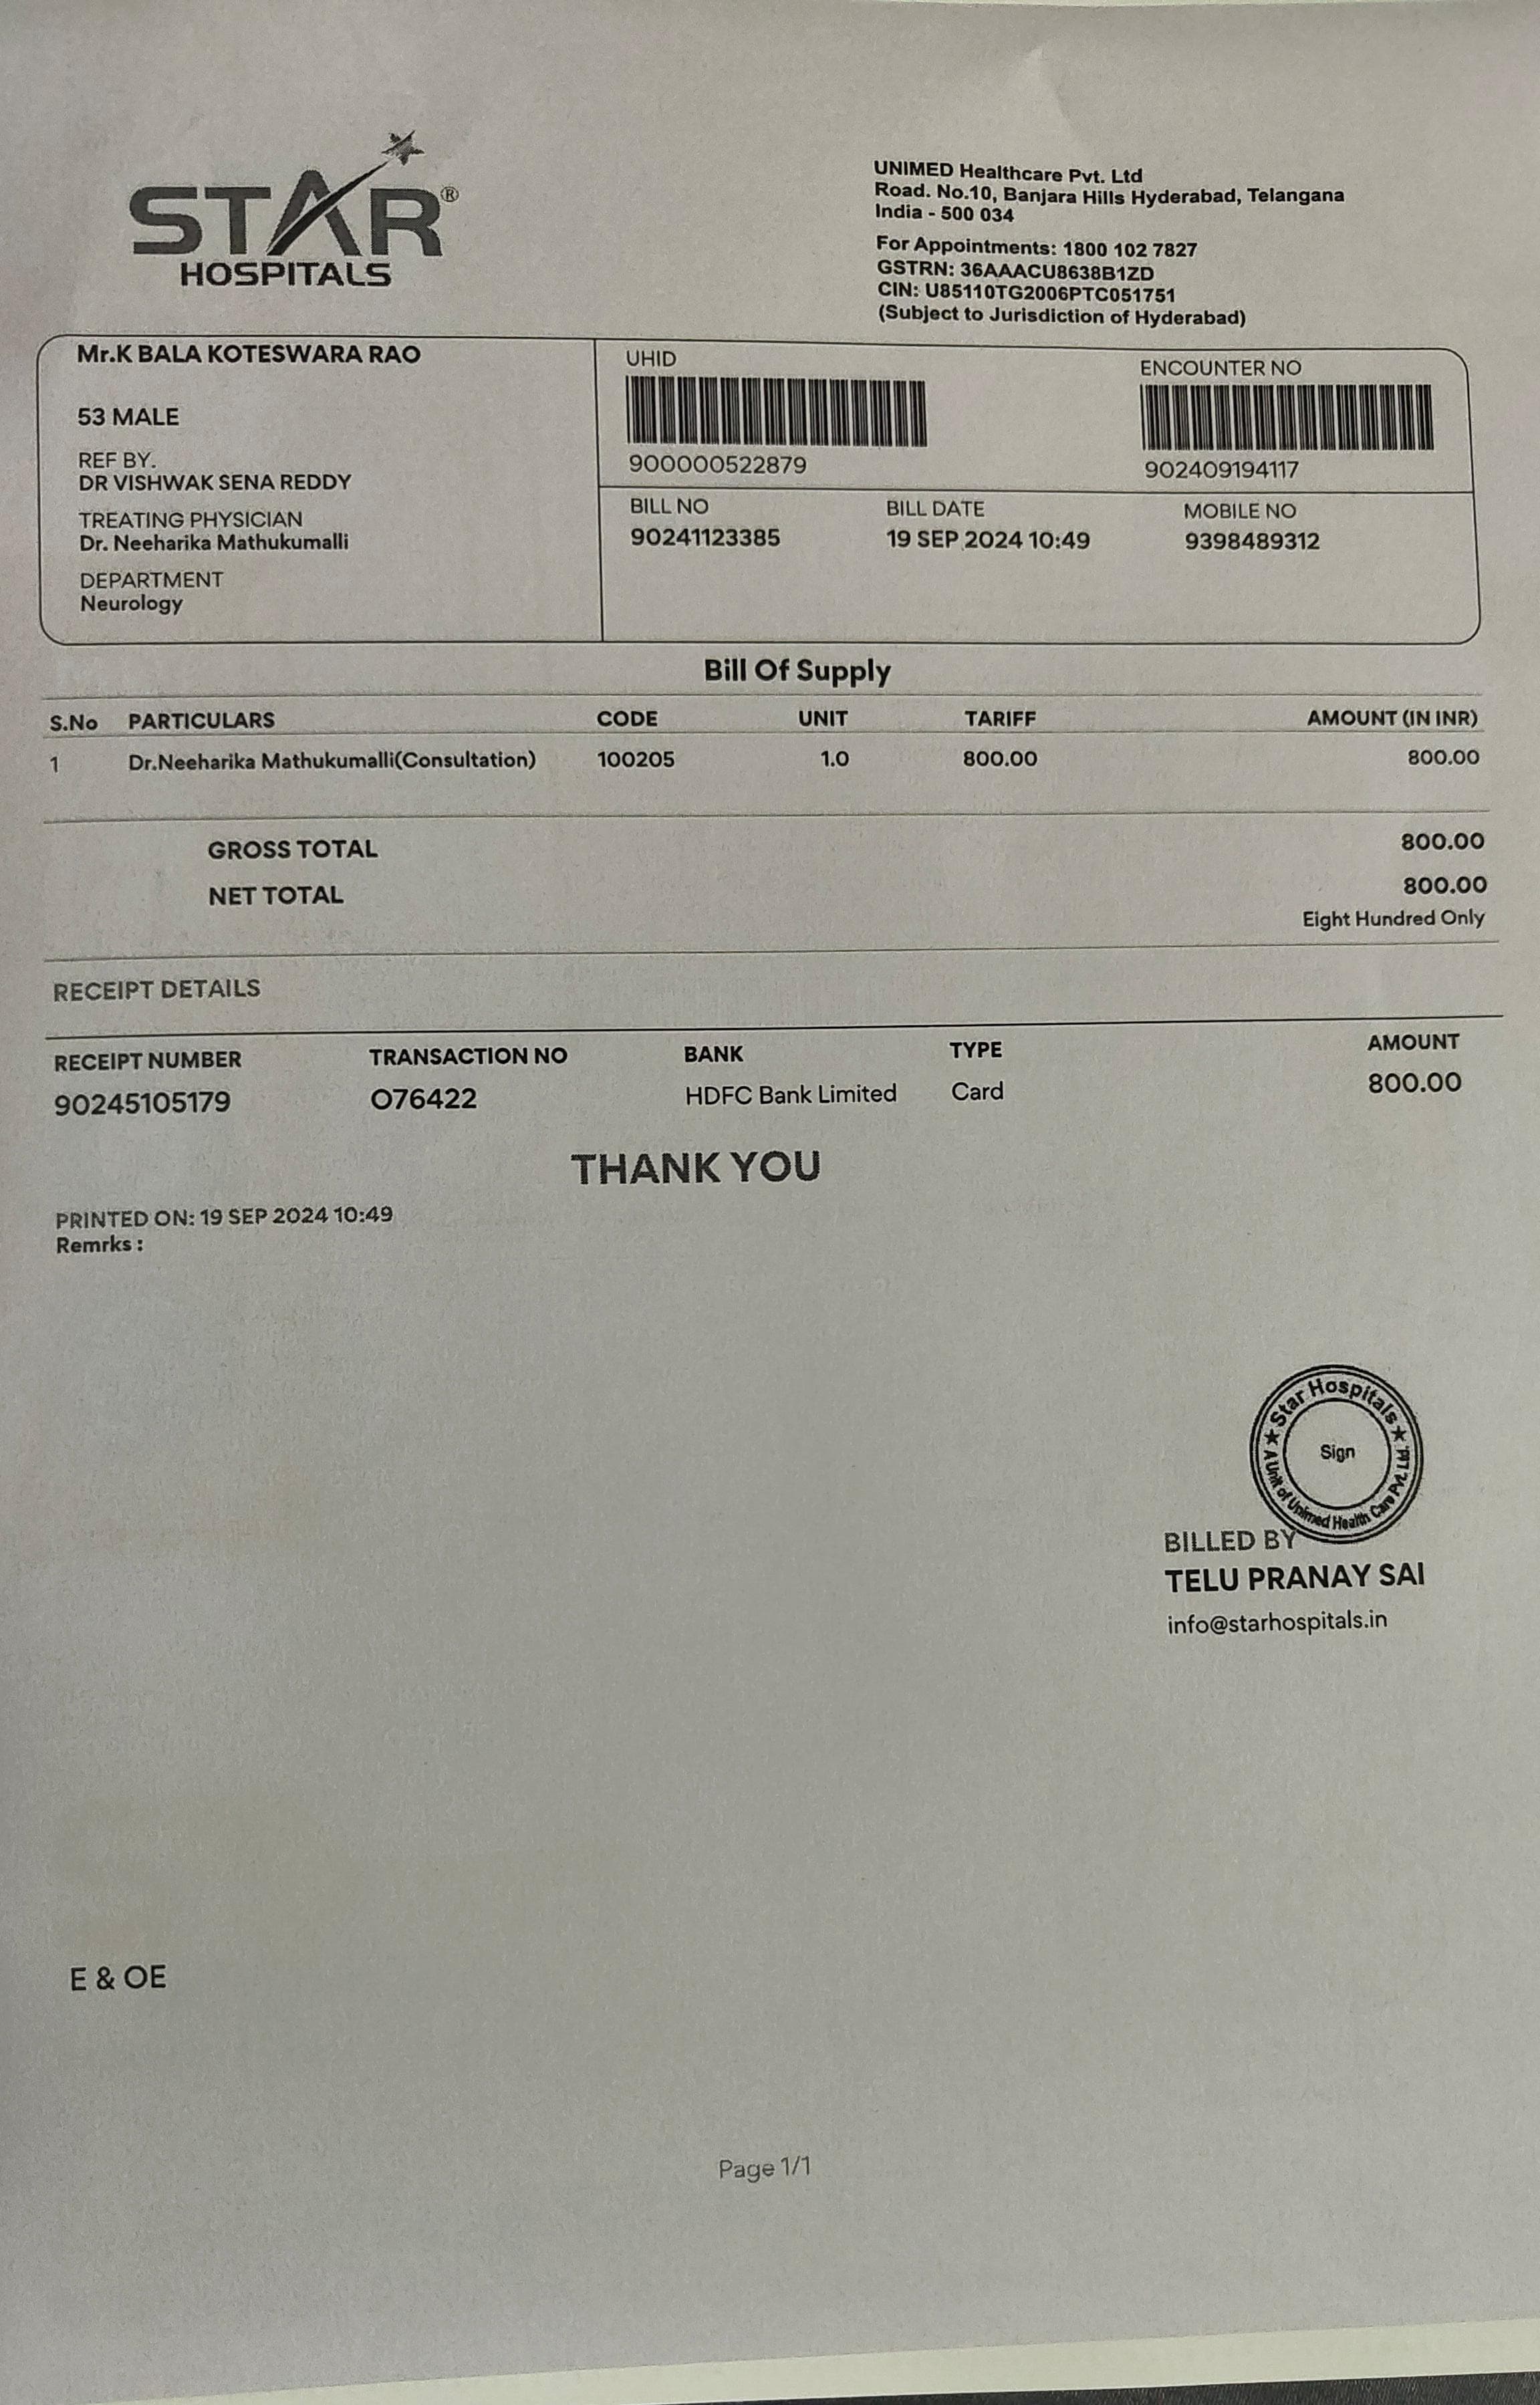 STAR®
HOSPITALS
UNIMED Healthcare Pvt. Ltd
Road. No.10, Banjara Hills Hyderabad, Telangana
India - 500 034
For Appointments: 1800 102 7827
GSTRN: 36AAACU8638B1ZD
CIN: U85110TG2006PTC051751
(Subject to Jurisdiction of Hyderabad)
Mr.K BALA KOTESWARA RAO
53 MALE
REF BY.
DR VISHWAK SENA REDDY
TREATING PHYSICIAN
Dr. Neeharika Mathukumalli
DEPARTMENT
Neurology
UHID
900000522879
ENCOUNTER NO
902409194117
BILL NO BILL DATE MOBILE NO
90241123385 19 SEP 2024 10:49 9398489312
Bill Of Supply
S.No PARTICULARS CODE UNIT TARIFF AMOUNT (IN INR)
1 Dr.Neeharika Mathukumalli(Consultation) 100205 1.0 800.00 800.00
GROSS TOTAL 800.00
NET TOTAL 800.00
Eight Hundred Only
RECEIPT DETAILS
RECEIPT NUMBER TRANSACTION NO BANK TYPE AMOUNT
90245105179 O76422 HDFC Bank Limited Card 800.00
THANK YOU
PRINTED ON: 19 SEP 2024 10:49
Remrks :
★ Star Hospitals ★
Sign
A Unit of Unimed Health Care Pvt. Ltd.
BILLED BY
TELU PRANAY SAI
info@starhospitals.in
E & OE
Page 1/1